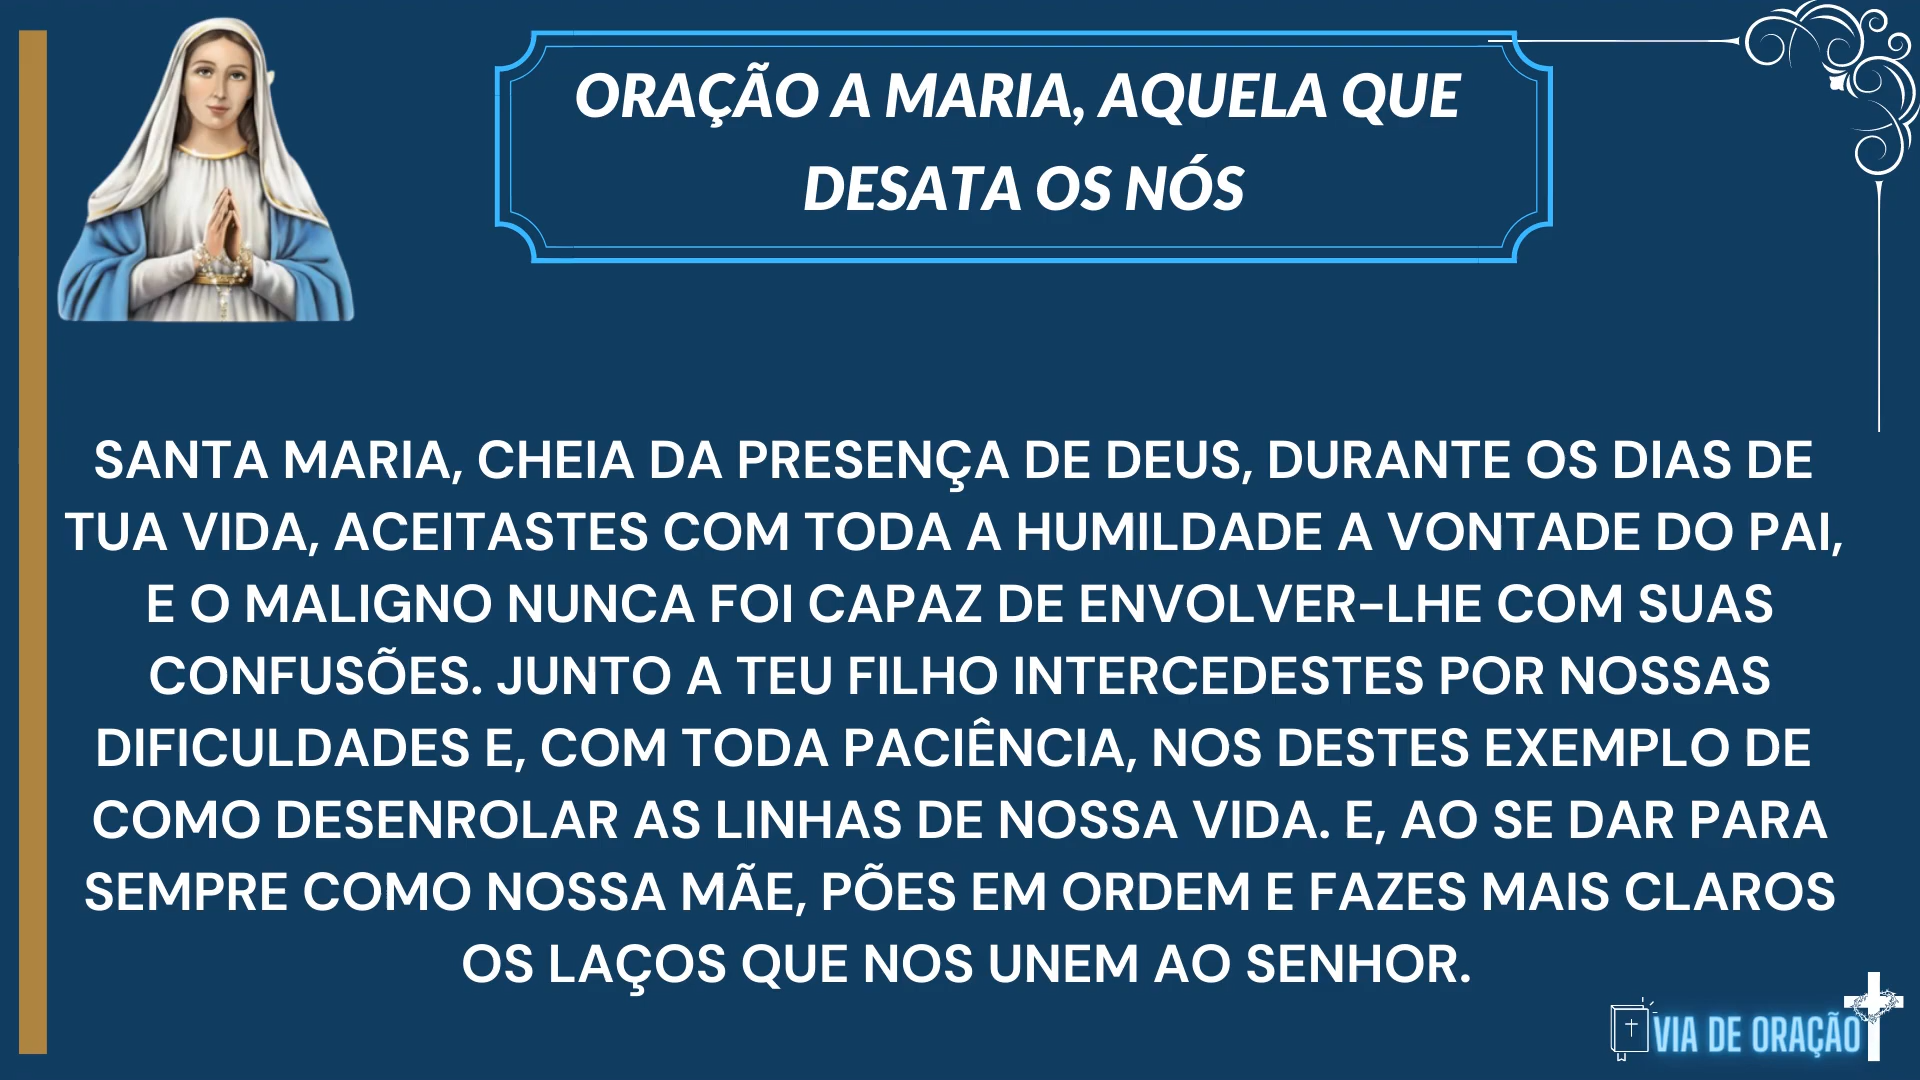 ORAÇÃO A MARIA, AQUELA QUE
DESATA OS NÓS
SANTA MARIA, CHEIA DA PRESENÇA DE DEUS, DURANTE OS DIAS DE
TUA VIDA, ACEITASTES COM TODA A HUMILDADE A VONTADE DO PAI,
E O MALIGNO NUNCA FOI CAPAZ DE ENVOLVER-LHE COM SUAS
CONFUSÕES. JUNTO A TEU FILHO INTERCEDESTES POR NOSSAS
DIFICULDADES E, COM TODA PACIÊNCIA, NOS DESTES EXEMPLO DE
COMO DESENROLAR AS LINHAS DE NOSSA VIDA. E, AO SE DAR PARA
SEMPRE COMO NOSSA MÃE, PÕES EM ORDEM E FAZES MAIS CLAROS
OS LAÇOS QUE NOS UNEM AO SENHOR.
VIA DE ORAÇÃO